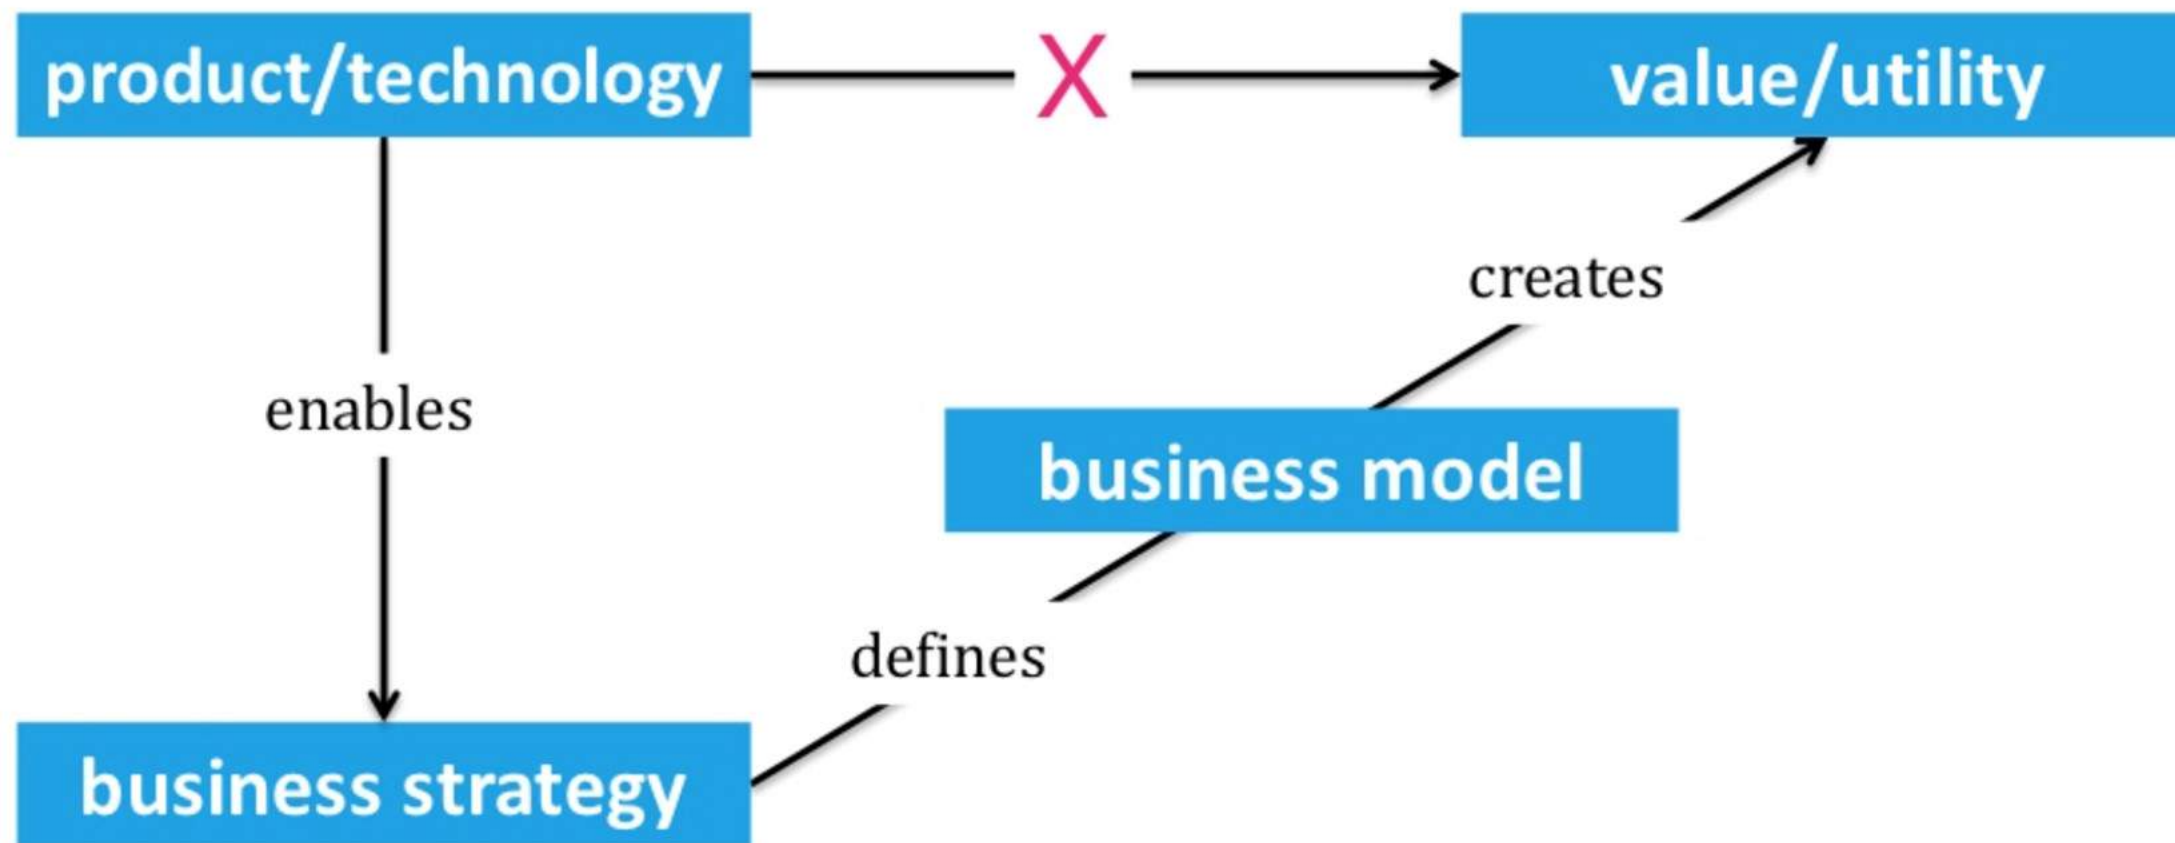 product/technology
X
value/utility
creates
enables
business model
defines
business strategy